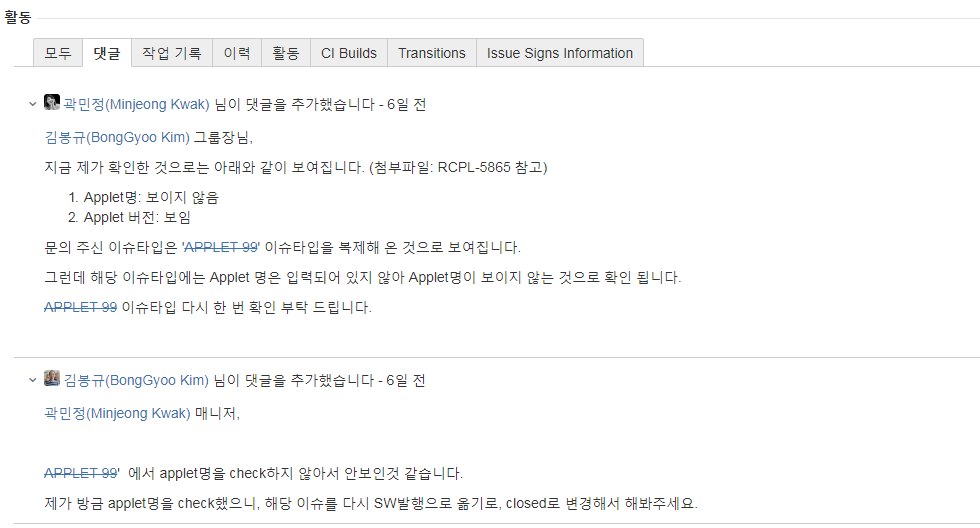 활동
모두 댓글 작업 기록 이력 활동 CI Builds Transitions Issue Signs Information
곽민정(Minjeong Kwak) 님이 댓글을 추가했습니다 - 6일 전
김봉규(BongGyoo Kim) 그룹장님,
지금 제가 확인한 것으로는 아래와 같이 보여집니다. (첨부파일: RCPL-5865 참고)
1. Applet명: 보이지 않음
2. Applet 버전: 보임
문의 주신 이슈타입은 'APPLET-99' 이슈타입을 복제해 온 것으로 보여집니다.
그런데 해당 이슈타입에는 Applet 명은 입력되어 있지 않아 Applet명이 보이지 않는 것으로 확인 됩니다.
APPLET-99 이슈타입 다시 한 번 확인 부탁 드립니다.
김봉규(BongGyoo Kim) 님이 댓글을 추가했습니다 - 6일 전
곽민정(Minjeong Kwak) 매니저,
APPLET-99' 에서 applet명을 check하지 않아서 안보인것 같습니다.
제가 방금 applet명을 check했으니, 해당 이슈를 다시 SW발행으로 옮기로, closed로 변경해서 해봐주세요.